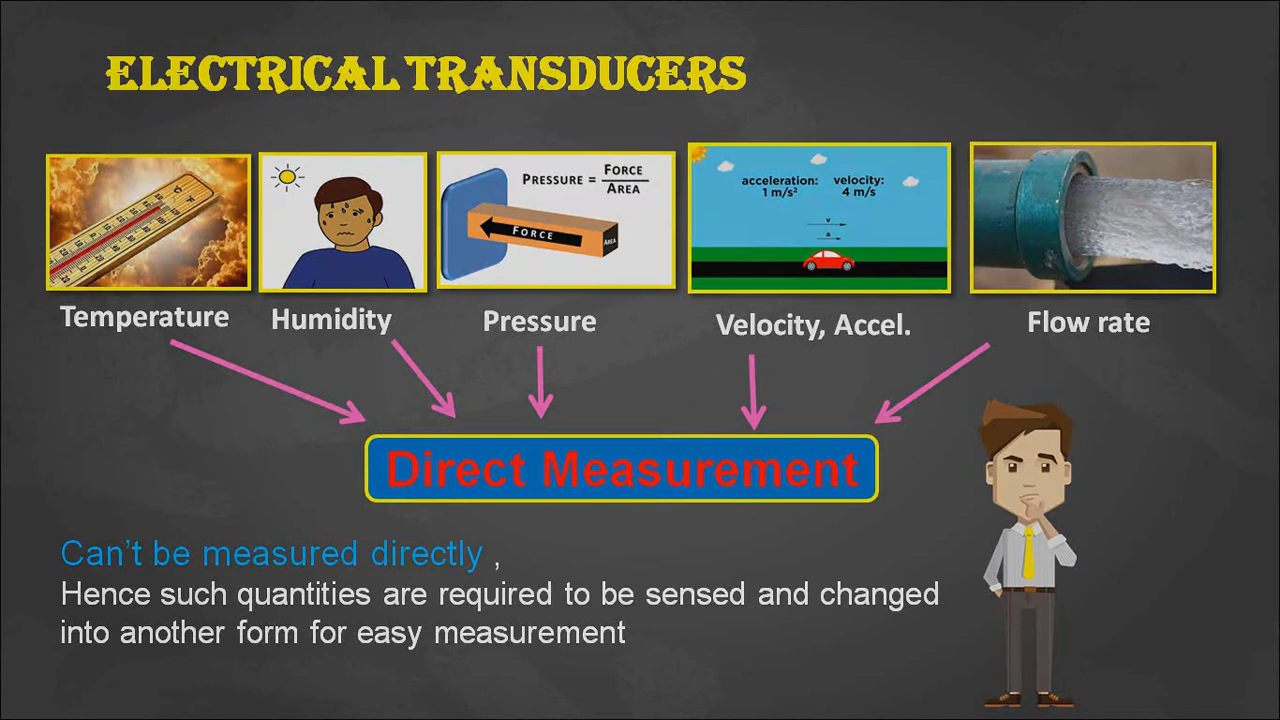 ELECTRICAL TRANSDUCERS
PRESSURE = FORCE / AREA
FORCE
AREA
acceleration: velocity:
1 m/s² 4 m/s
v
a
Temperature
Humidity
Pressure
Velocity, Accel.
Flow rate
Direct Measurement
Can't be measured directly ,
Hence such quantities are required to be sensed and changed
into another form for easy measurement